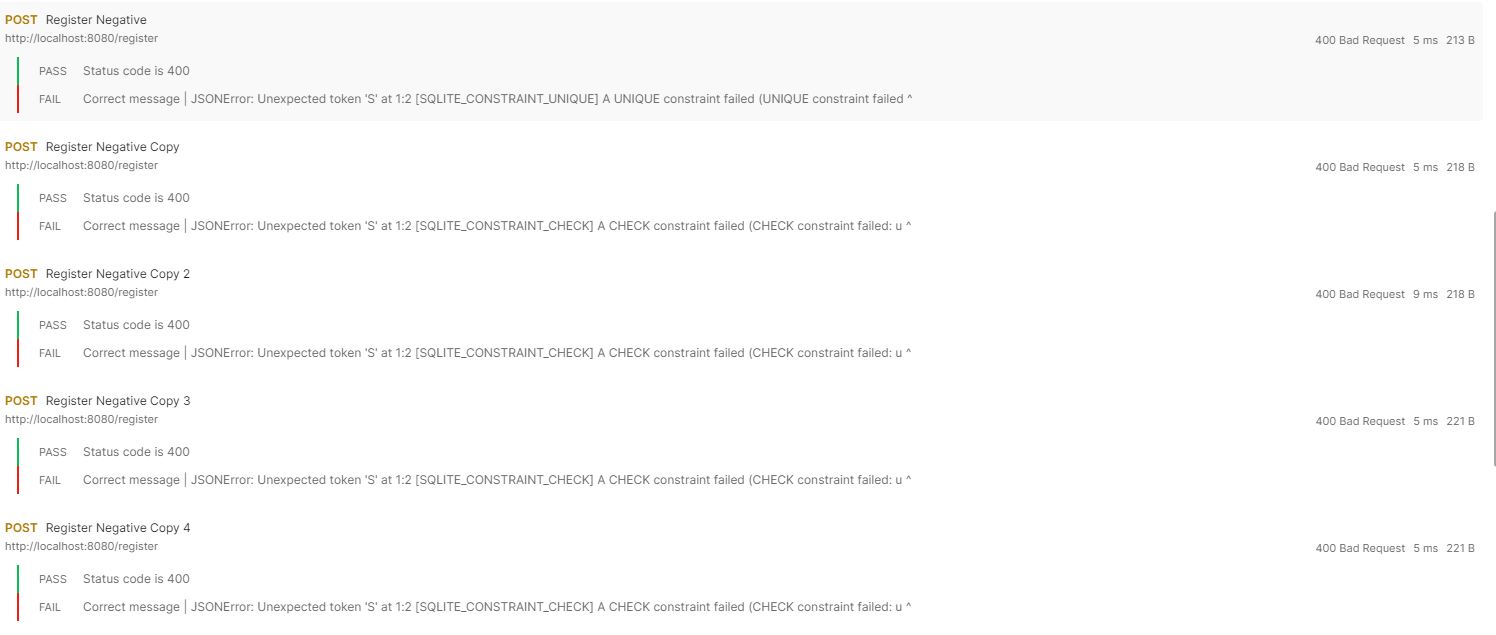 POST Register Negative
http://localhost:8080/register 400 Bad Request 5 ms 213 B
PASS Status code is 400
FAIL Correct message | JSONError: Unexpected token 'S' at 1:2 [SQLITE_CONSTRAINT_UNIQUE] A UNIQUE constraint failed (UNIQUE constraint failed ^
POST Register Negative Copy
http://localhost:8080/register 400 Bad Request 5 ms 218 B
PASS Status code is 400
FAIL Correct message | JSONError: Unexpected token 'S' at 1:2 [SQLITE_CONSTRAINT_CHECK] A CHECK constraint failed (CHECK constraint failed: u ^
POST Register Negative Copy 2
http://localhost:8080/register 400 Bad Request 9 ms 218 B
PASS Status code is 400
FAIL Correct message | JSONError: Unexpected token 'S' at 1:2 [SQLITE_CONSTRAINT_CHECK] A CHECK constraint failed (CHECK constraint failed: u ^
POST Register Negative Copy 3
http://localhost:8080/register 400 Bad Request 5 ms 221 B
PASS Status code is 400
FAIL Correct message | JSONError: Unexpected token 'S' at 1:2 [SQLITE_CONSTRAINT_CHECK] A CHECK constraint failed (CHECK constraint failed: u ^
POST Register Negative Copy 4
http://localhost:8080/register 400 Bad Request 5 ms 221 B
PASS Status code is 400
FAIL Correct message | JSONError: Unexpected token 'S' at 1:2 [SQLITE_CONSTRAINT_CHECK] A CHECK constraint failed (CHECK constraint failed: u ^